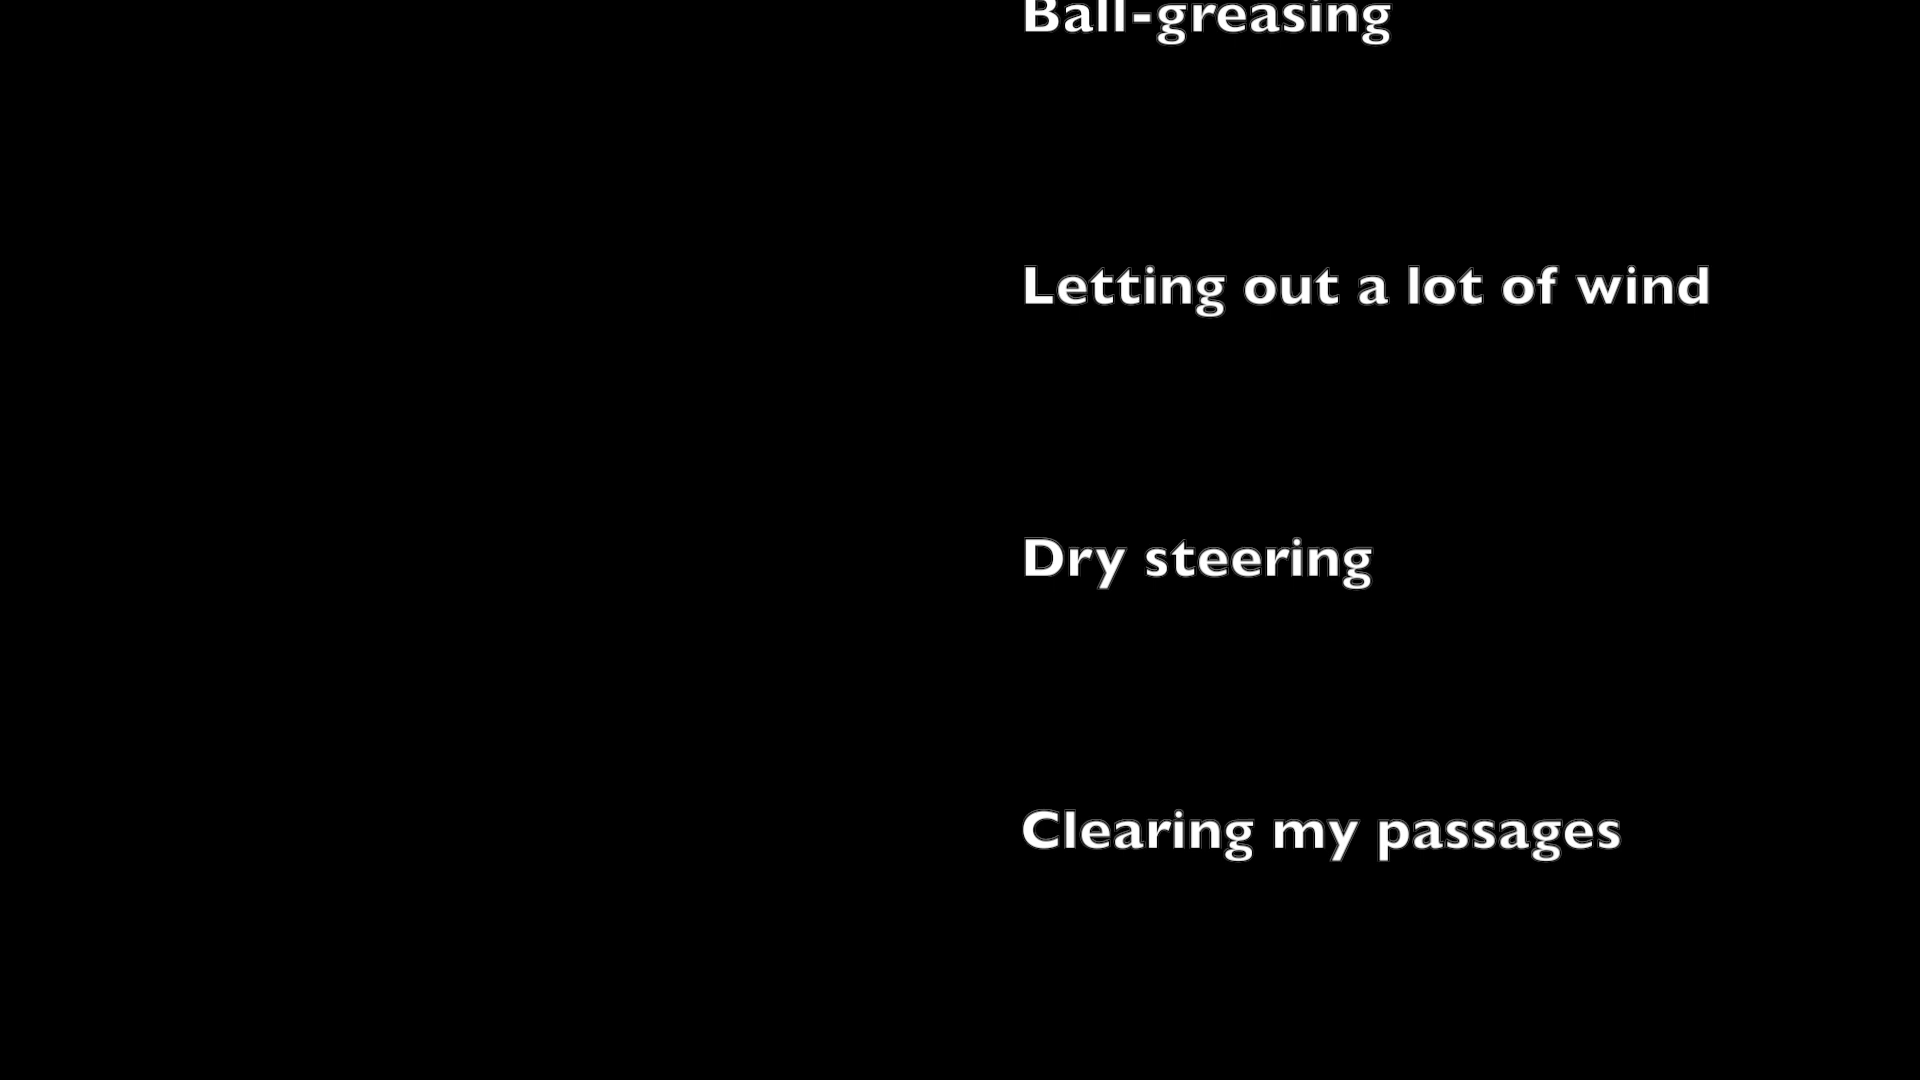 Ball-greasing
Letting out a lot of wind
Dry steering
Clearing my passages